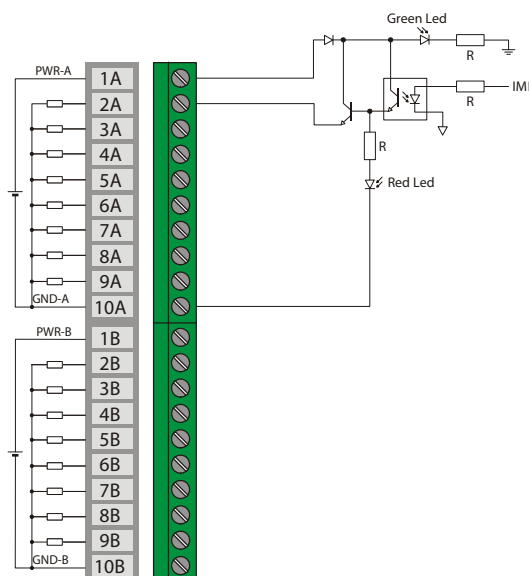 Green Led
R
PWR-A
1A
IMI
2A
R
3A
4A
R
5A
Red Led
6A
7A
8A
9A
GND-A
10A
PWR-B
1B
2B
3B
4B
5B
6B
7B
8B
9B
GND-B
10B